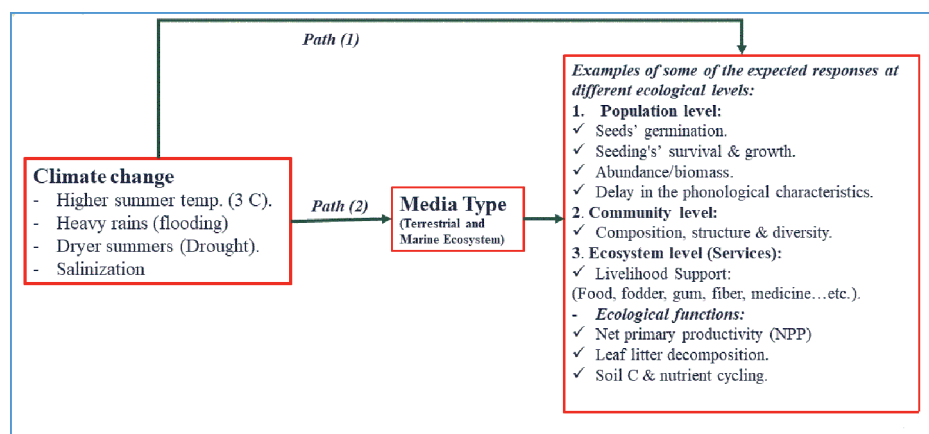 Path (1)
Climate change
- Higher summer temp. (3 C).
- Heavy rains (flooding)
- Dryer summers (Drought).
- Salinization
Path (2)
Media Type
(Terrestrial and
Marine Ecosystem)
Examples of some of the expected responses at
different ecological levels:
1. Population level:
✓ Seeds' germination.
✓ Seeding's' survival & growth.
✓ Abundance/biomass.
✓ Delay in the phonological characteristics.
2. Community level:
✓ Composition, structure & diversity.
3. Ecosystem level (Services):
✓ Livelihood Support:
(Food, fodder, gum, fiber, medicine…etc.).
- Ecological functions:
✓ Net primary productivity (NPP)
✓ Leaf litter decomposition.
✓ Soil C & nutrient cycling.